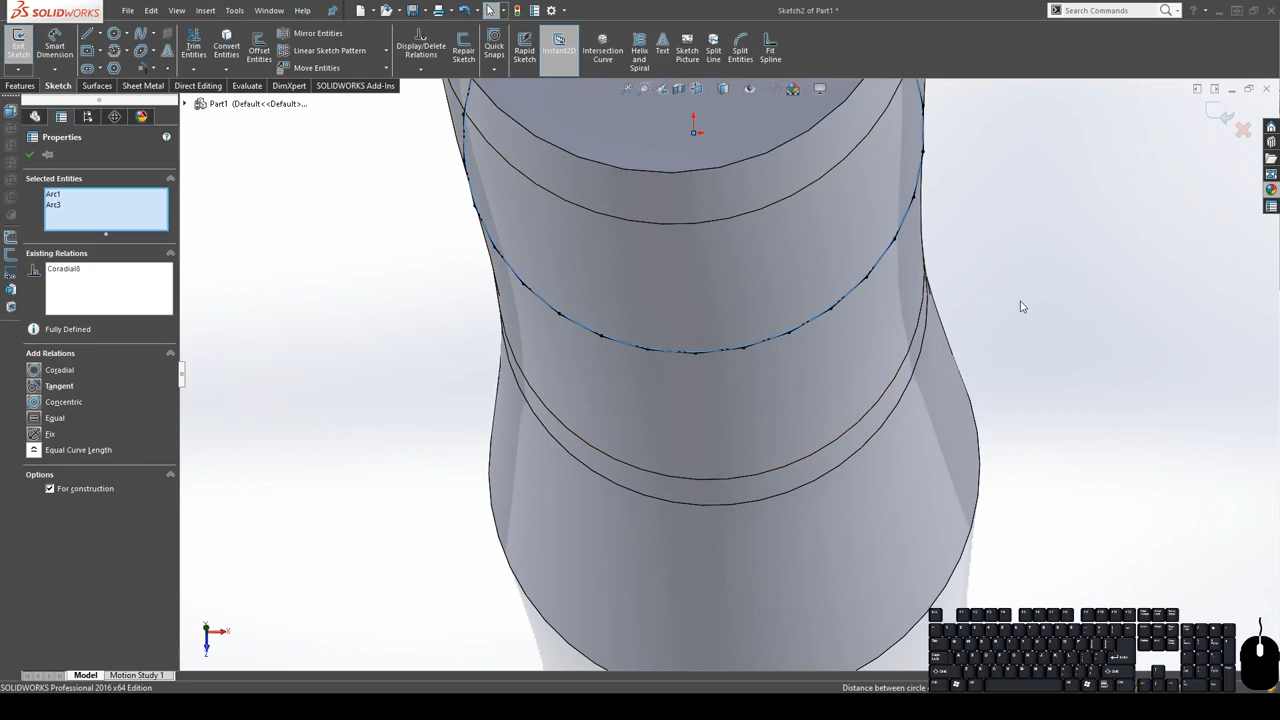 SOLIDWORKS
File Edit View Insert Tools Window Help
Sketch2 of Part1 *
Search Commands
Exit Sketch
Smart Dimension
Trim Entities
Convert Entities
Offset Entities
Mirror Entities
Linear Sketch Pattern
Move Entities
Display/Delete Relations
Repair Sketch
Quick Snaps
Rapid Sketch
Instant2D
Intersection Curve
Helix and Spiral
Text
Sketch Picture
Split Line
Split Entities
Fit Spline
Features Sketch Surfaces Sheet Metal Direct Editing Evaluate DimXpert SOLIDWORKS Add-Ins
Part1 (Default<<Default>...
Properties
Selected Entities
Arc1
Arc3
Existing Relations
Coradial8
Fully Defined
Add Relations
Coradial
Tangent
Concentric
Equal
Fix
Equal Curve Length
Options
For construction
Y
X
Z
Model Motion Study 1
SOLIDWORKS Professional 2016 x64 Edition
Distance between circle